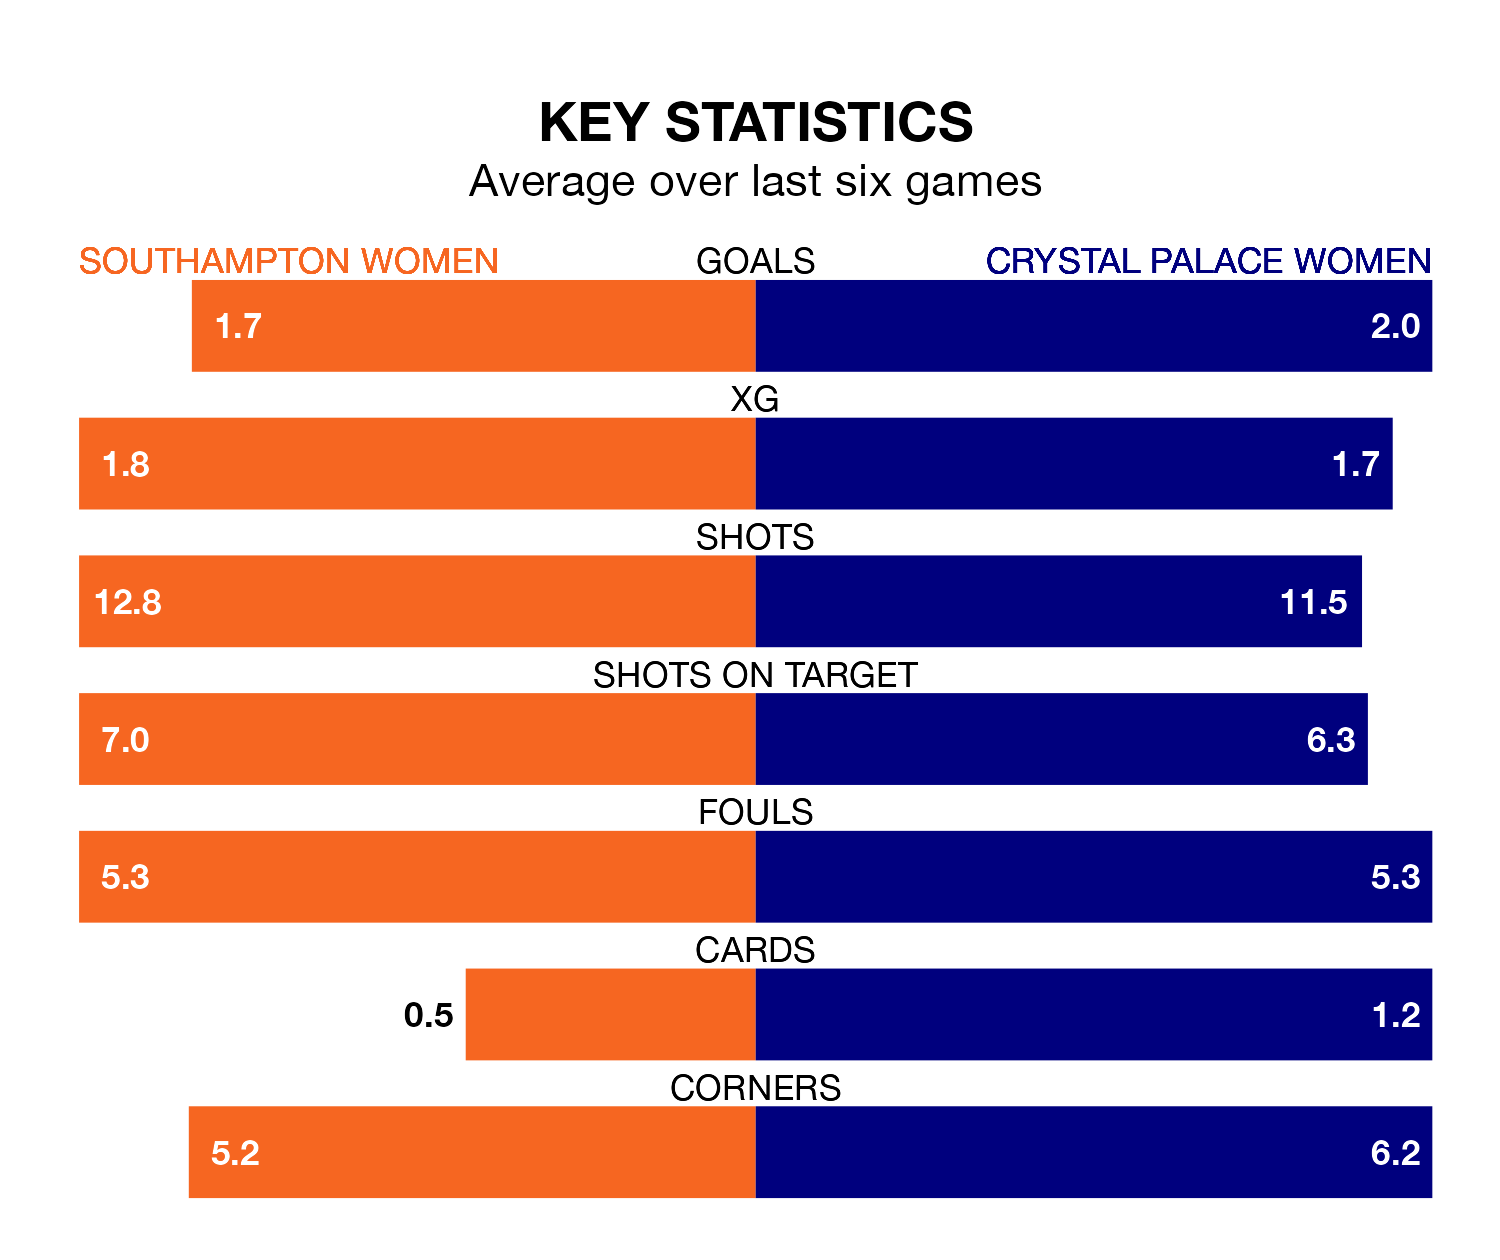 KEY STATISTICS
Average over last six games
SOUTHAMPTON WOMEN GOALS CRYSTAL PALACE WOMEN
1.7 2.0
XG
1.8 1.7
SHOTS
12.8 11.5
SHOTS ON TARGET
7.0 6.3
FOULS
5.3 5.3
CARDS
0.5 1.2
CORNERS
5.2 6.2